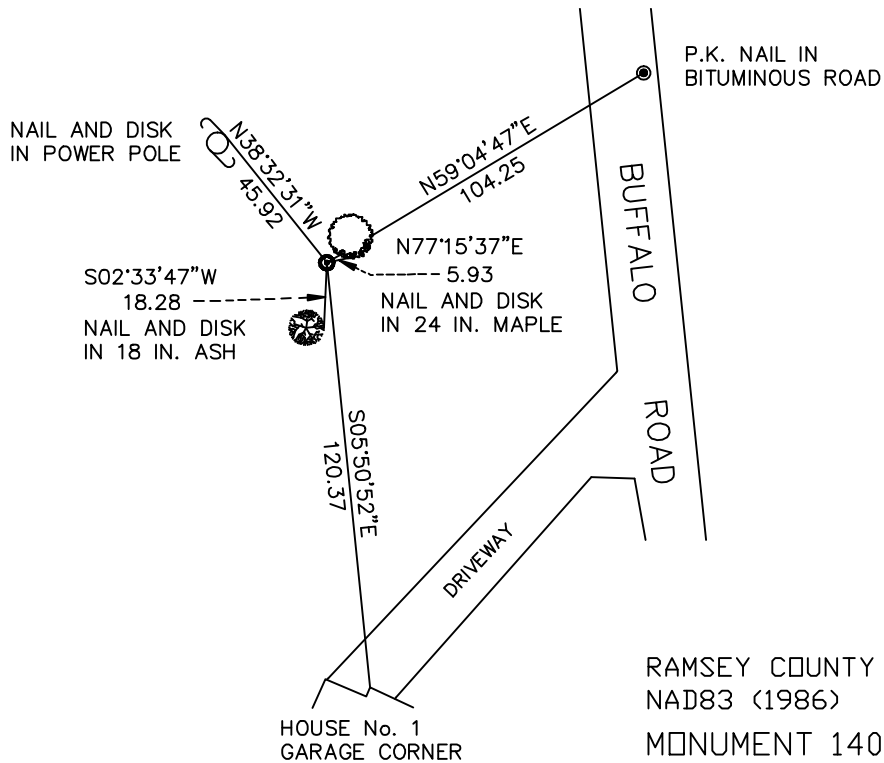 P.K. NAIL IN
BITUMINOUS ROAD
NAIL AND DISK
IN POWER POLE
N38°32'31"W
45.92
N59°04'47"E
104.25
BUFFALO
ROAD
N77°15'37"E
5.93
NAIL AND DISK
IN 24 IN. MAPLE
S02°33'47"W
18.28
NAIL AND DISK
IN 18 IN. ASH
S05°50'52"E
120.37
DRIVEWAY
HOUSE No. 1
GARAGE CORNER
RAMSEY COUNTY
NAD83 (1986)
MONUMENT 140